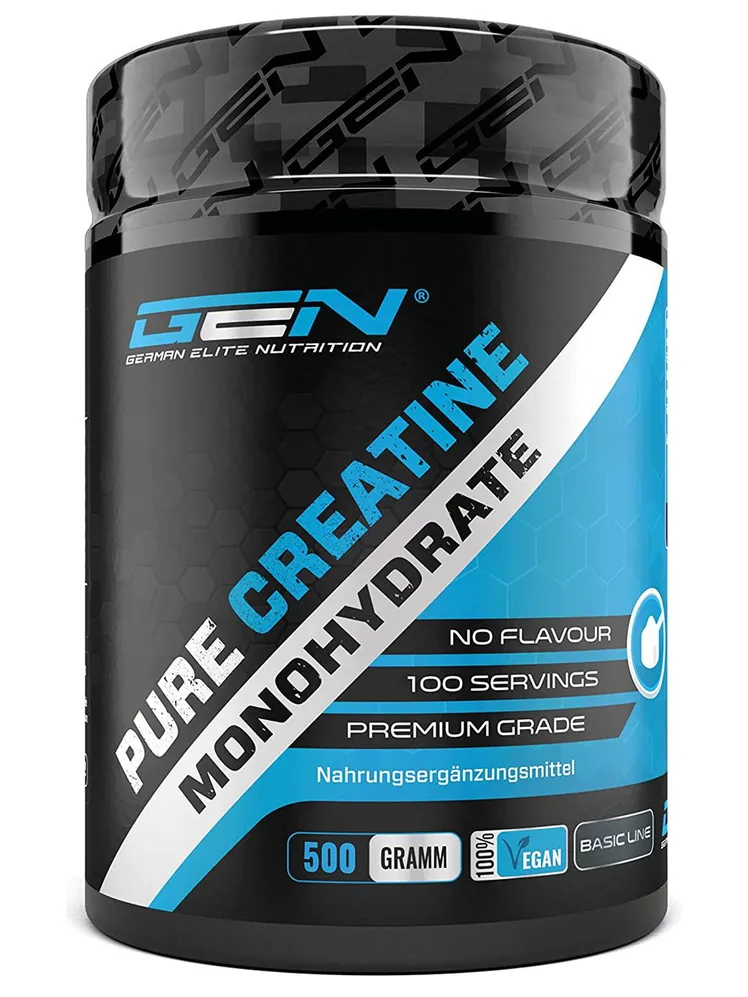 GEN
GEN®
GERMAN ELITE NUTRITION
PURE CREATINE
MONOHYDRATE
NO FLAVOUR
100 SERVINGS
PREMIUM GRADE
Nahrungsergänzungsmittel
500 GRAMM
100% VEGAN
BASIC LINE